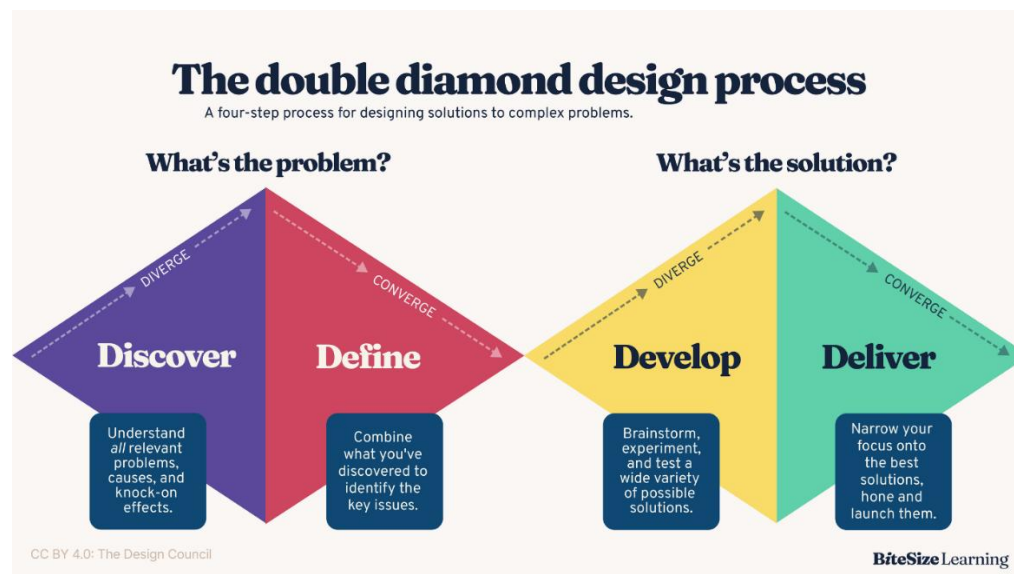 The double diamond design process
A four-step process for designing solutions to complex problems.
What's the problem?
What's the solution?
DIVERGE
CONVERGE
DIVERGE
CONVERGE
Discover
Define
Develop
Deliver
Understand
all relevant
problems,
causes, and
knock-on
effects.
Combine
what you've
discovered to
identify the
key issues.
Brainstorm,
experiment,
and test a
wide variety
of possible
solutions.
Narrow your
focus onto
the best
solutions,
hone and
launch them.
CC BY 4.0: The Design Council
BiteSize Learning